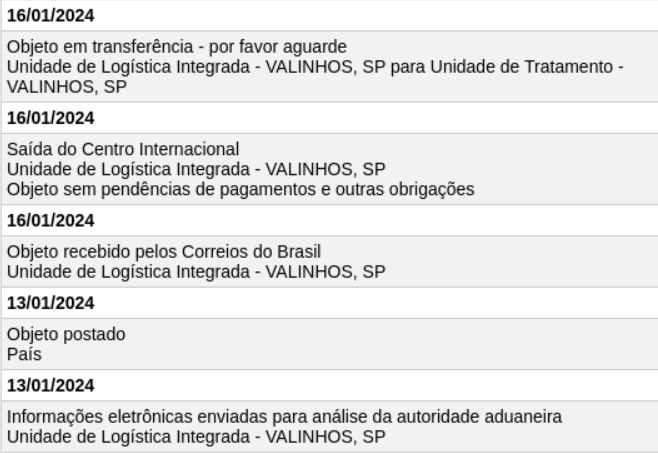 16/01/2024
Objeto em transferência - por favor aguarde
Unidade de Logística Integrada - VALINHOS, SP para Unidade de Tratamento -
VALINHOS, SP
16/01/2024
Saída do Centro Internacional
Unidade de Logística Integrada - VALINHOS, SP
Objeto sem pendências de pagamentos e outras obrigações
16/01/2024
Objeto recebido pelos Correios do Brasil
Unidade de Logística Integrada - VALINHOS, SP
13/01/2024
Objeto postado
País
13/01/2024
Informações eletrônicas enviadas para análise da autoridade aduaneira
Unidade de Logística Integrada - VALINHOS, SP